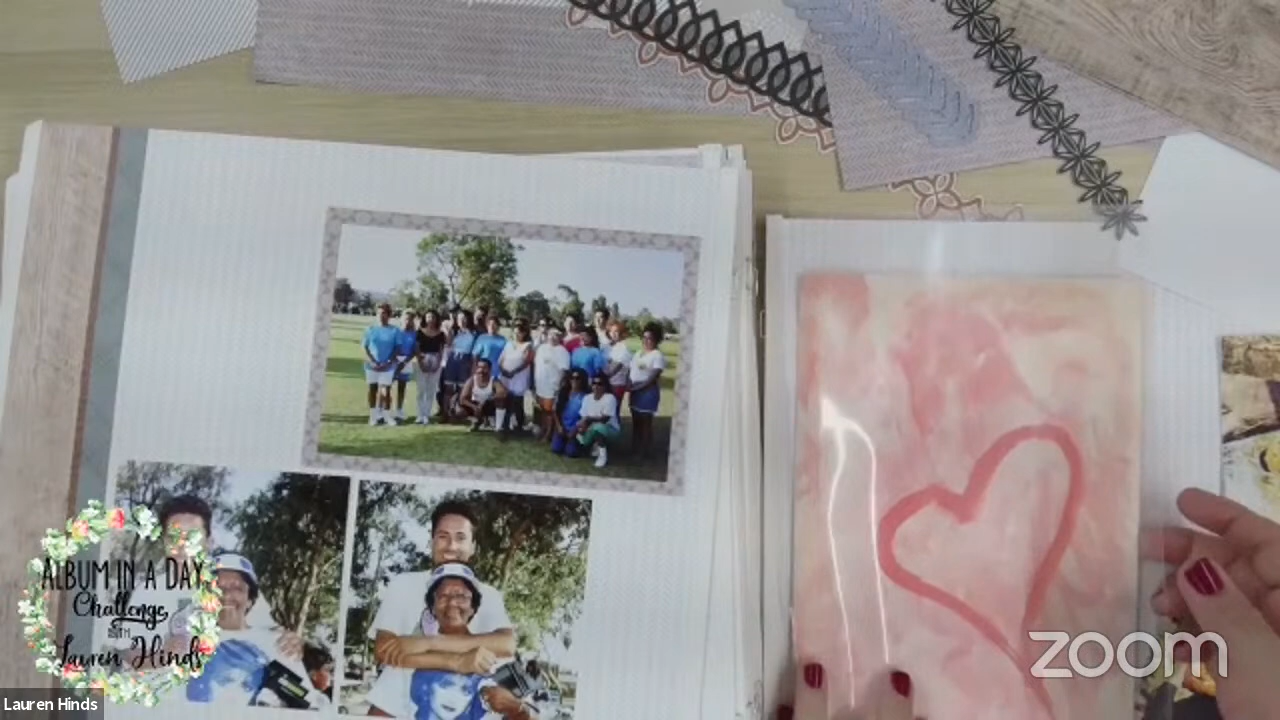 ALBUM IN A DAY
Challenge
WITH
Lauren Hinds
Lauren Hinds
zoom